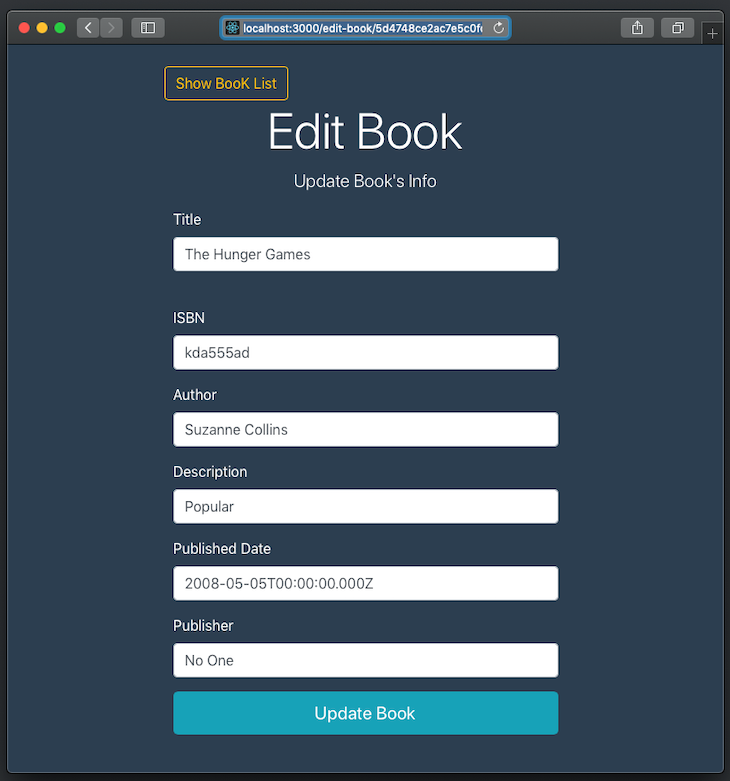 localhost:3000/edit-book/5d4748ce2ac7e5c0f
Show BooK List
Edit Book
Update Book's Info
Title
The Hunger Games
ISBN
kda555ad
Author
Suzanne Collins
Description
Popular
Published Date
2008-05-05T00:00:00.000Z
Publisher
No One
Update Book